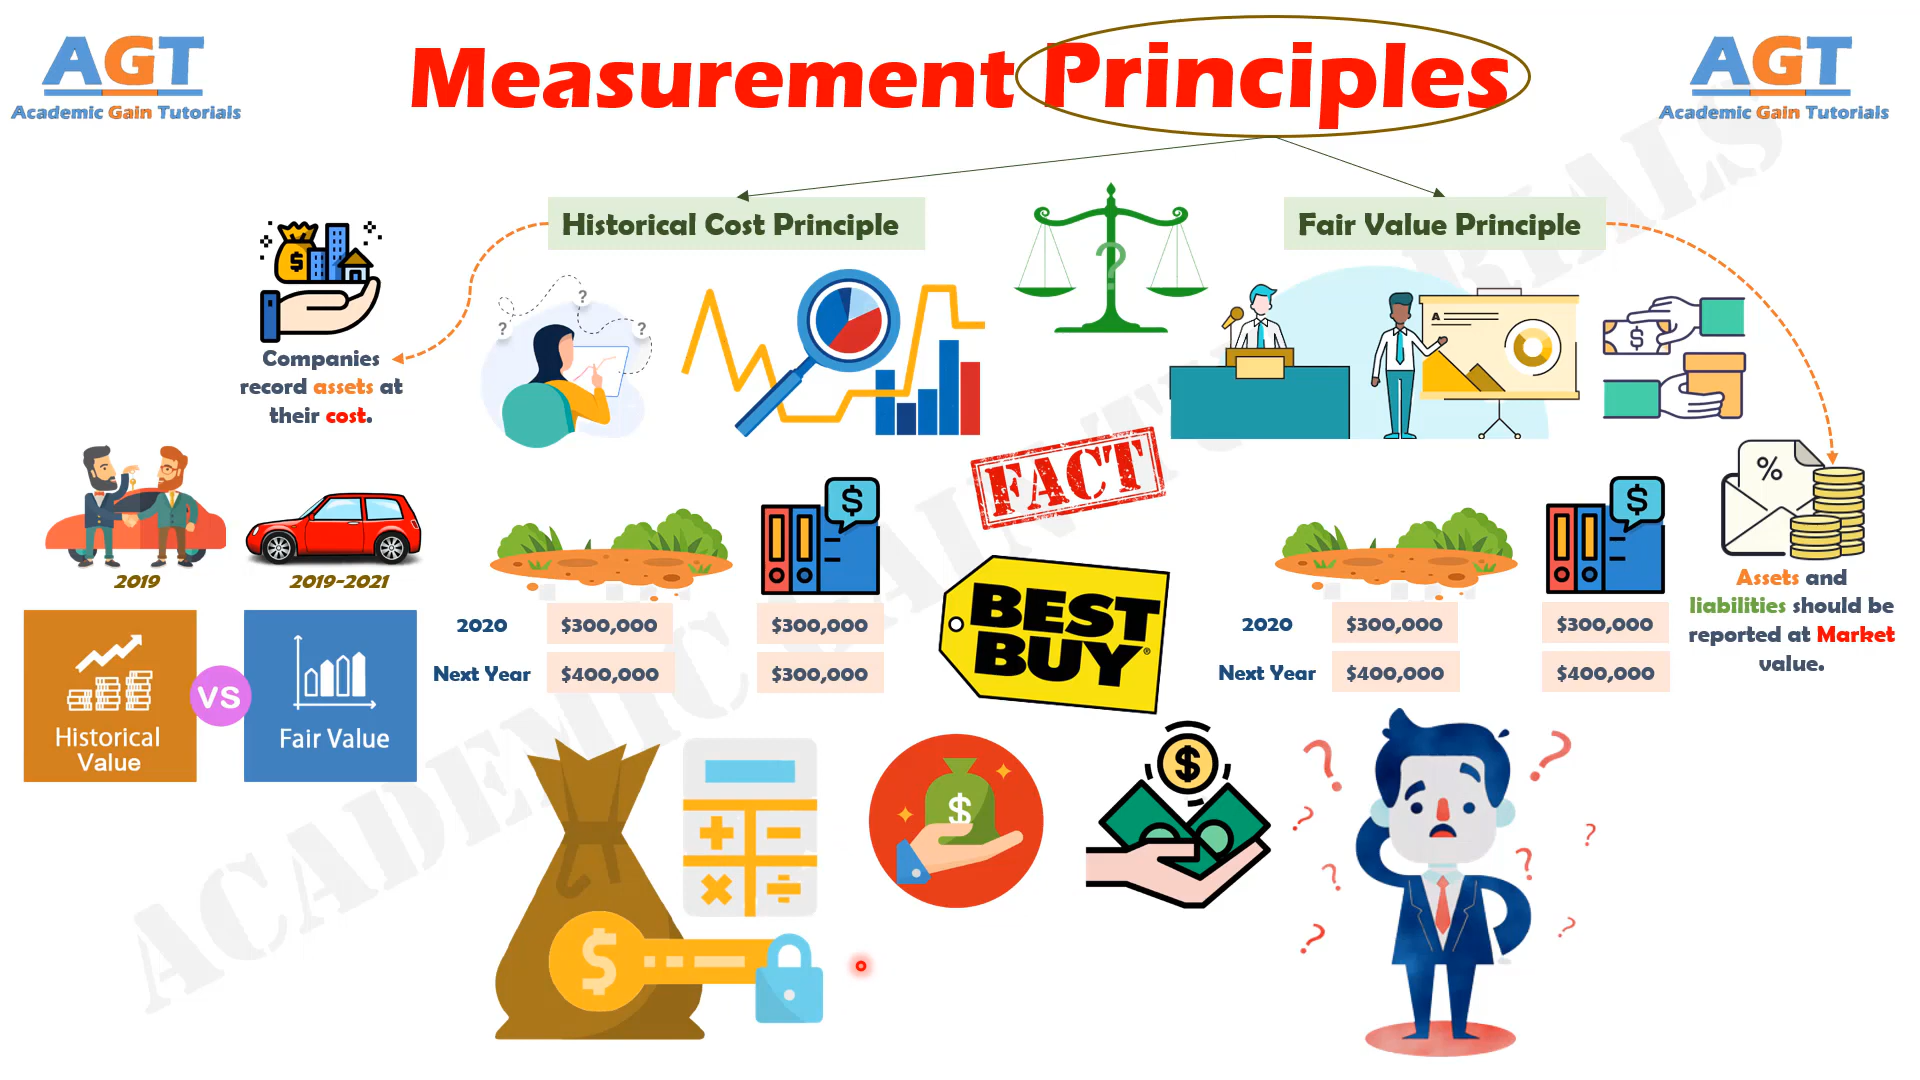 AGT
Academic Gain Tutorials
Measurement Principles
AGT
Academic Gain Tutorials
Historical Cost Principle
Fair Value Principle
$
Companies
record assets at
their cost.
?
?
?
?
A
$
FACT
%
2019
2019-2021
$
2020
$300,000
$300,000
Next Year
$400,000
$300,000
BEST
BUY®
$
2020
$300,000
$300,000
Next Year
$400,000
$400,000
Assets and
liabilities should be
reported at Market
value.
Historical
Value
VS
Fair Value
$
$
$
?
?
?
?
?
?
?
?
ACADEMIC GAIN TUTORIALS